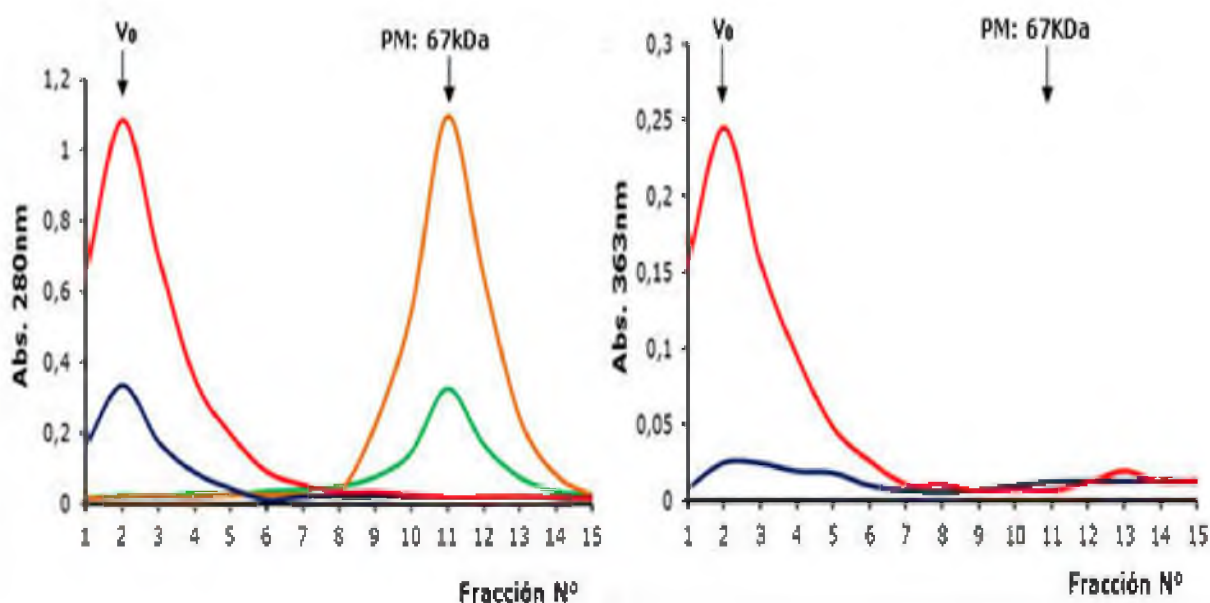 V₀
PM: 67kDa
1,2
1
0,8
0,6
0,4
0,2
0
Abs. 280nm
1 2 3 4 5 6 7 8 9 10 11 12 13 14 15
Fracción Nº
V₀
PM: 67KDa
0,3
0,25
0,2
0,15
0,1
0,05
0
Abs. 363nm
1 2 3 4 5 6 7 8 9 10 11 12 13 14 15
Fracción Nº